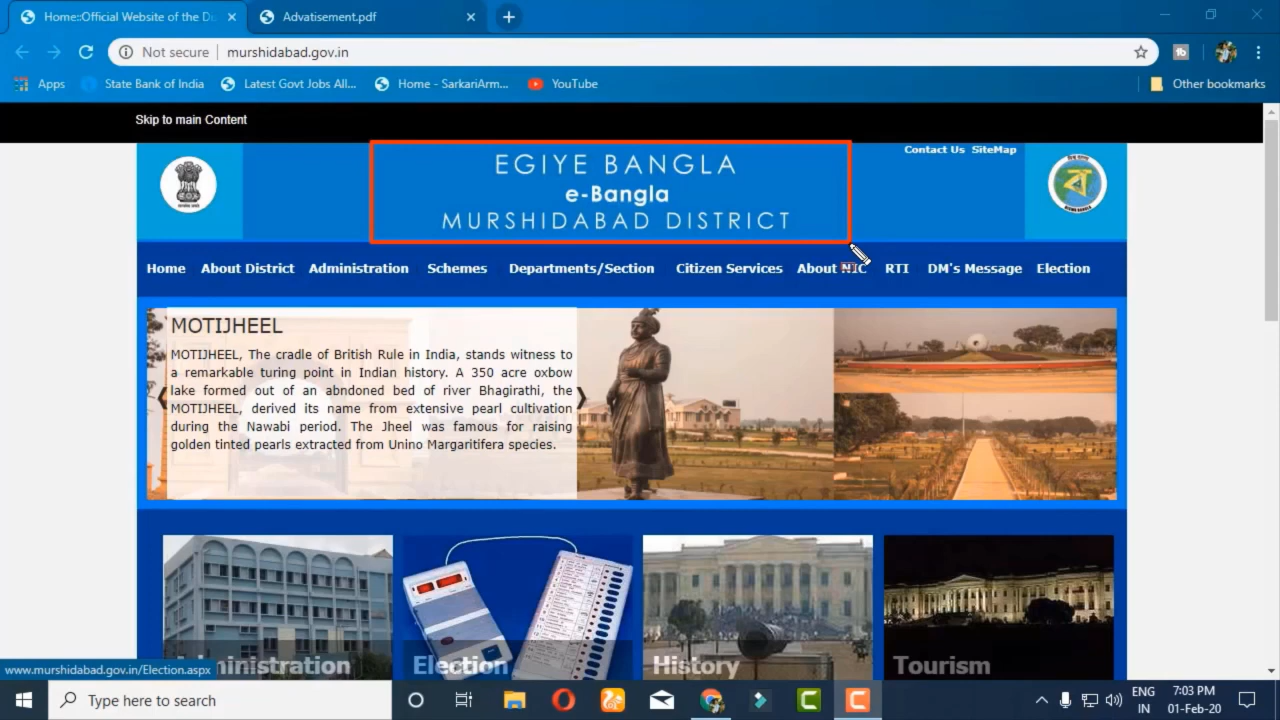 Home::Official Website of the Du
Advatisement.pdf
Not secure murshidabad.gov.in
Apps State Bank of India Latest Govt Jobs All... Home - SarkariArm... YouTube Other bookmarks
Skip to main Content
Contact Us SiteMap
EGIYE BANGLA
e-Bangla
MURSHIDABAD DISTRICT
Home About District Administration Schemes Departments/Section Citizen Services About NIC RTI DM's Message Election
MOTIJHEEL
MOTIJHEEL, The cradle of British Rule in India, stands witness to
a remarkable turing point in Indian history. A 350 acre oxbow
lake formed out of an abndoned bed of river Bhagirathi, the
MOTIJHEEL, derived its name from extensive pearl cultivation
during the Nawabi period. The Jheel was famous for raising
golden tinted pearls extracted from Unino Margaritifera species.
Administration Election History Tourism
www.murshidabad.gov.in/Election.aspx
Type here to search
ENG
IN
7:03 PM
01-Feb-20